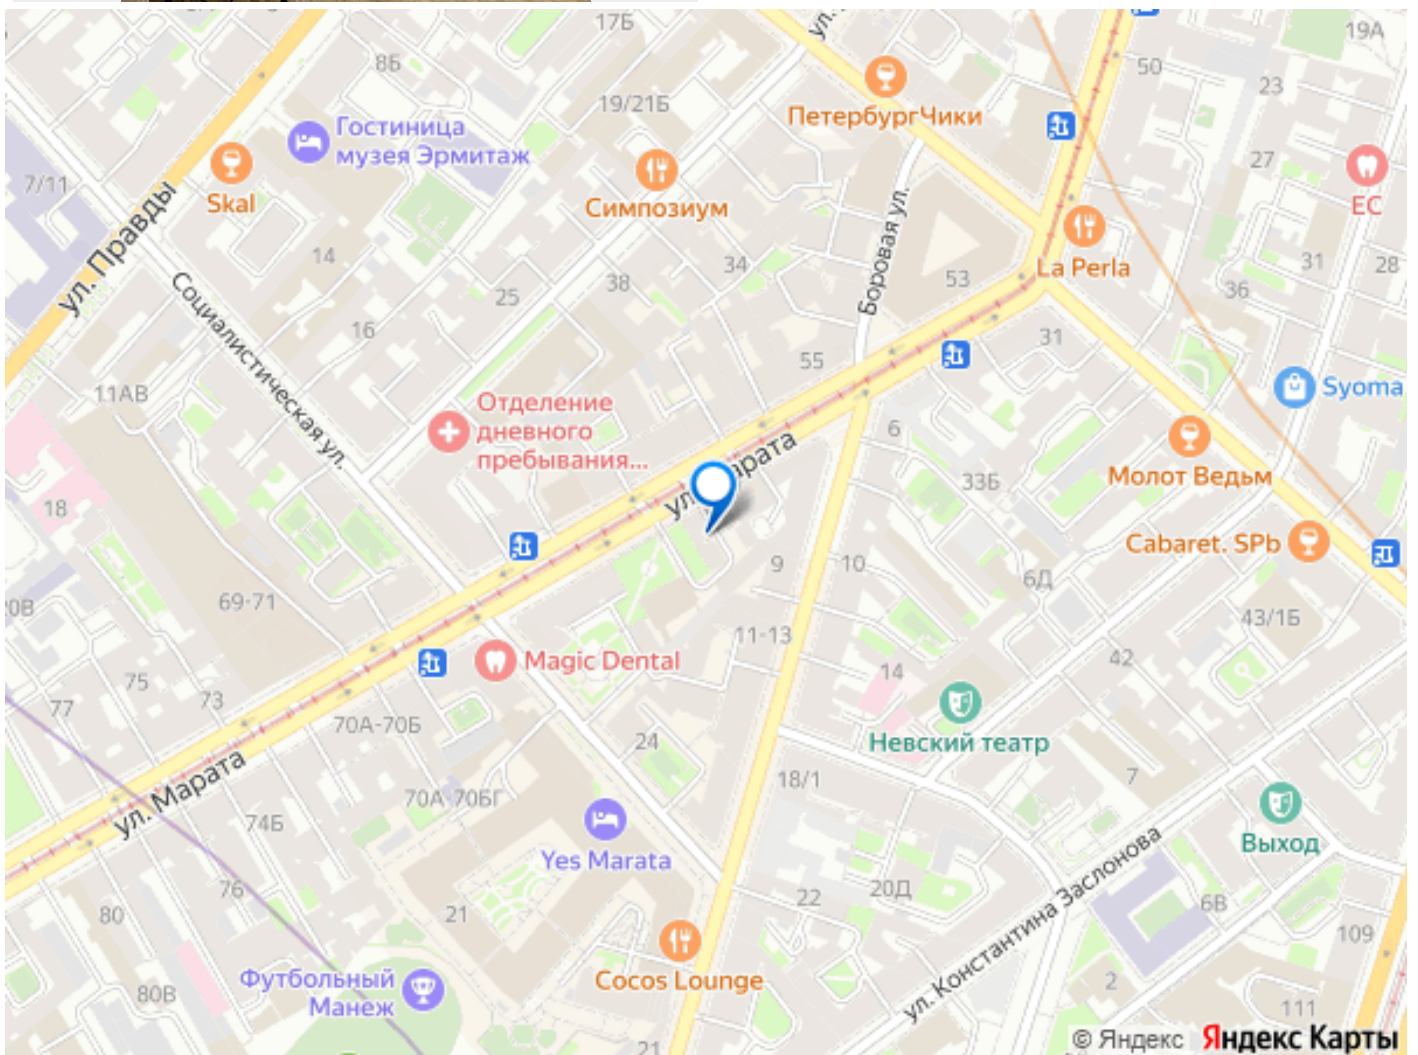 17Б
ул.
19А
8Б
50
23
19/21Б
ПетербургЧики
Гостиница
музея Эрмитаж
27
7/11
Skal
Симпозиум
ЕС
ул. Правды
14
Боровая ул.
34
La Perla
31
28
38
53
36
25
Социалистическая ул.
16
55
31
11АВ
Syoma
Отделение
дневного
пребывания...
6
ул. Марата
Молот Ведьм
33Б
18
Cabaret. SPb
9
10
6Д
69-71
43/1Б
11-13
Magic Dental
42
75
14
77
73
70А-70Б
Невский театр
24
18/1
7
70А-70БГ
ул. Марата
74Б
Выход
Yes Marata
76
22
20Д
ул. Константина Заслонова
6В
80
21
109
Cocos Lounge
Футбольный
Манеж
80В
2
111
21
© Яндекс Яндекс Карты